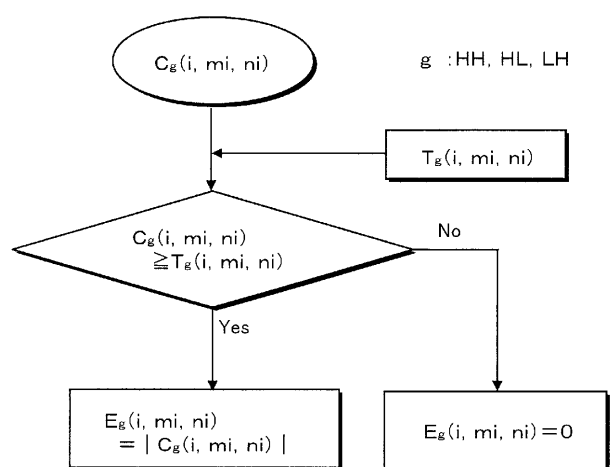 Cg(i, mi, ni)
g :HH, HL, LH
Tg(i, mi, ni)
Cg(i, mi, ni)
≧Tg(i, mi, ni)
No
Yes
Eg(i, mi, ni)
=|Cg(i, mi, ni)|
Eg(i, mi, ni)=0